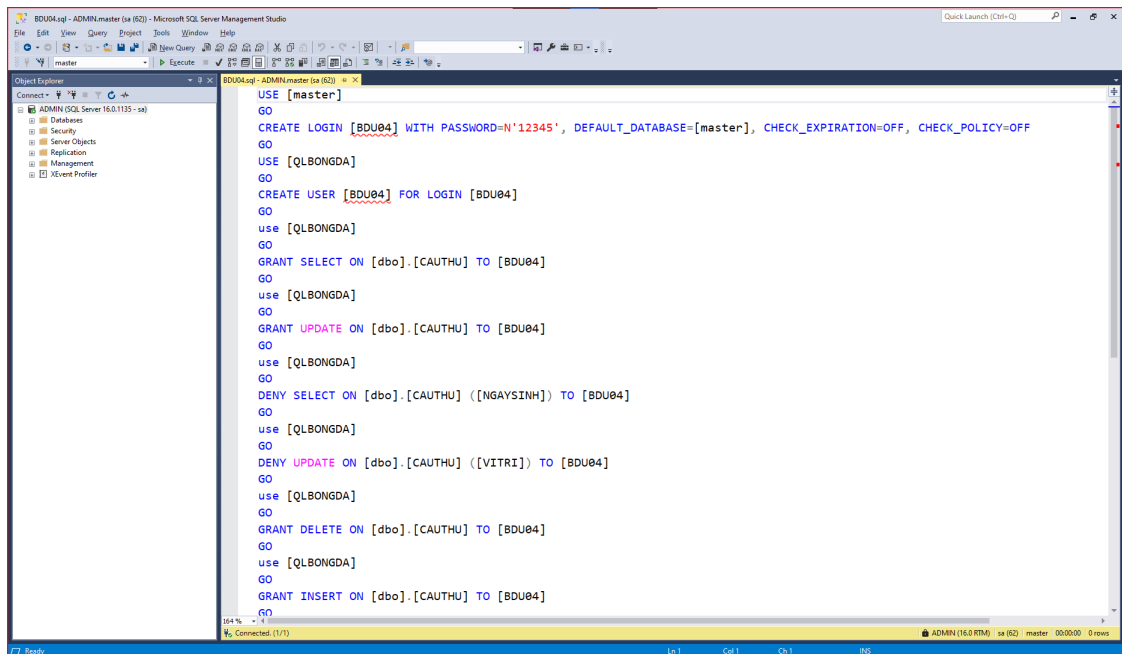 BDU04.sql - ADMIN.master (sa (62)) - Microsoft SQL Server Management Studio
Quick Launch (Ctrl+Q)
File Edit View Query Project Tools Window Help
New Query
master
Execute
Object Explorer
BDU04.sql - ADMIN.master (sa (62))
Connect
ADMIN (SQL Server 16.0.1135 - sa)
Databases
Security
Server Objects
Replication
Management
XEvent Profiler
USE [master]
GO
CREATE LOGIN [BDU04] WITH PASSWORD=N'12345', DEFAULT_DATABASE=[master], CHECK_EXPIRATION=OFF, CHECK_POLICY=OFF
GO
USE [QLBONGDA]
GO
CREATE USER [BDU04] FOR LOGIN [BDU04]
GO
use [QLBONGDA]
GO
GRANT SELECT ON [dbo].[CAUTHU] TO [BDU04]
GO
use [QLBONGDA]
GO
GRANT UPDATE ON [dbo].[CAUTHU] TO [BDU04]
GO
use [QLBONGDA]
GO
DENY SELECT ON [dbo].[CAUTHU] ([NGAYSINH]) TO [BDU04]
GO
use [QLBONGDA]
GO
DENY UPDATE ON [dbo].[CAUTHU] ([VITRI]) TO [BDU04]
GO
use [QLBONGDA]
GO
GRANT DELETE ON [dbo].[CAUTHU] TO [BDU04]
GO
use [QLBONGDA]
GO
GRANT INSERT ON [dbo].[CAUTHU] TO [BDU04]
GO
164 %
Connected. (1/1)
ADMIN (16.0 RTM) sa (62) master 00:00:00 0 rows
Ready
Ln 1 Col 1 Ch 1 INS